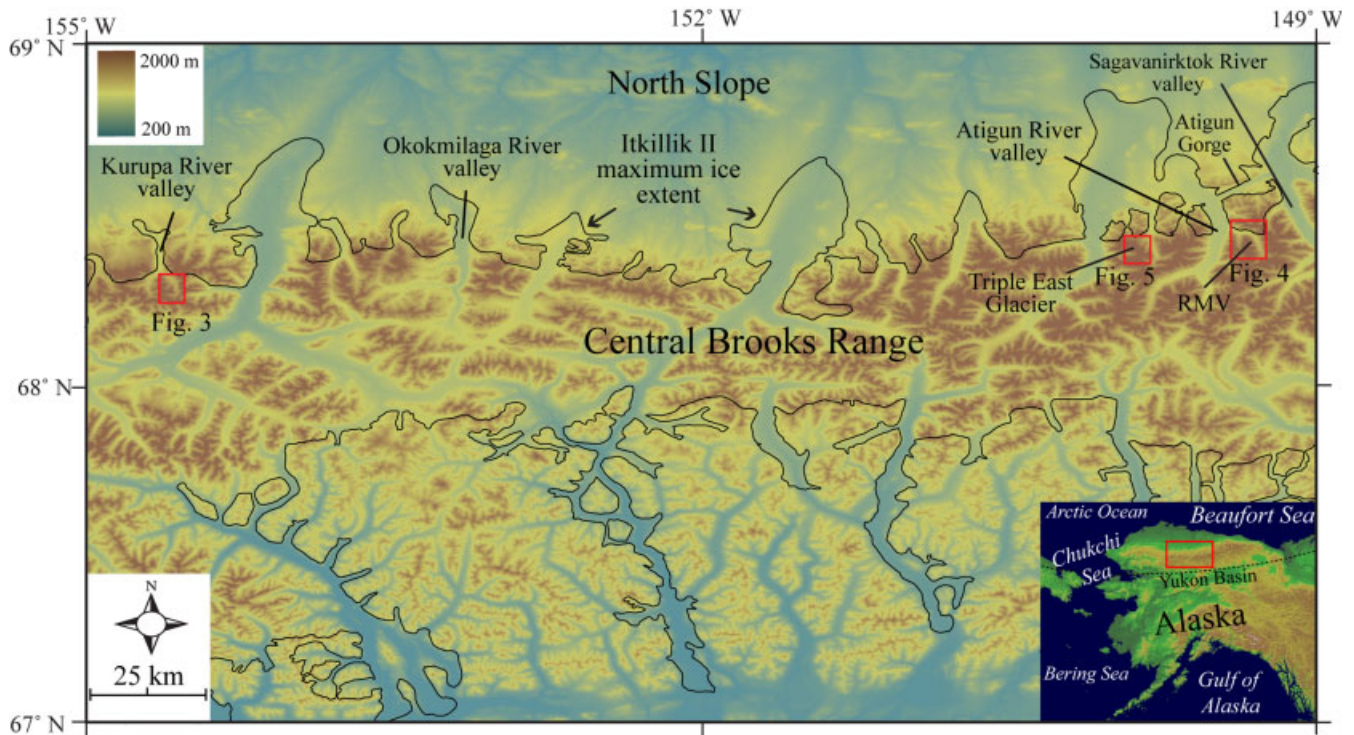 155° W
152° W
149° W
69° N
2000 m
200 m
North Slope
Sagavanirktok River
valley
Kurupa River
valley
Okokmilaga River
valley
Itkillik II
maximum ice
extent
Atigun River
valley
Atigun
Gorge
Fig. 3
Triple East
Glacier
Fig. 5
RMV
Fig. 4
Central Brooks Range
68° N
Arctic Ocean
Beaufort Sea
Chukchi
Sea
Yukon Basin
Alaska
Bering Sea
Gulf of
Alaska
N
25 km
67° N